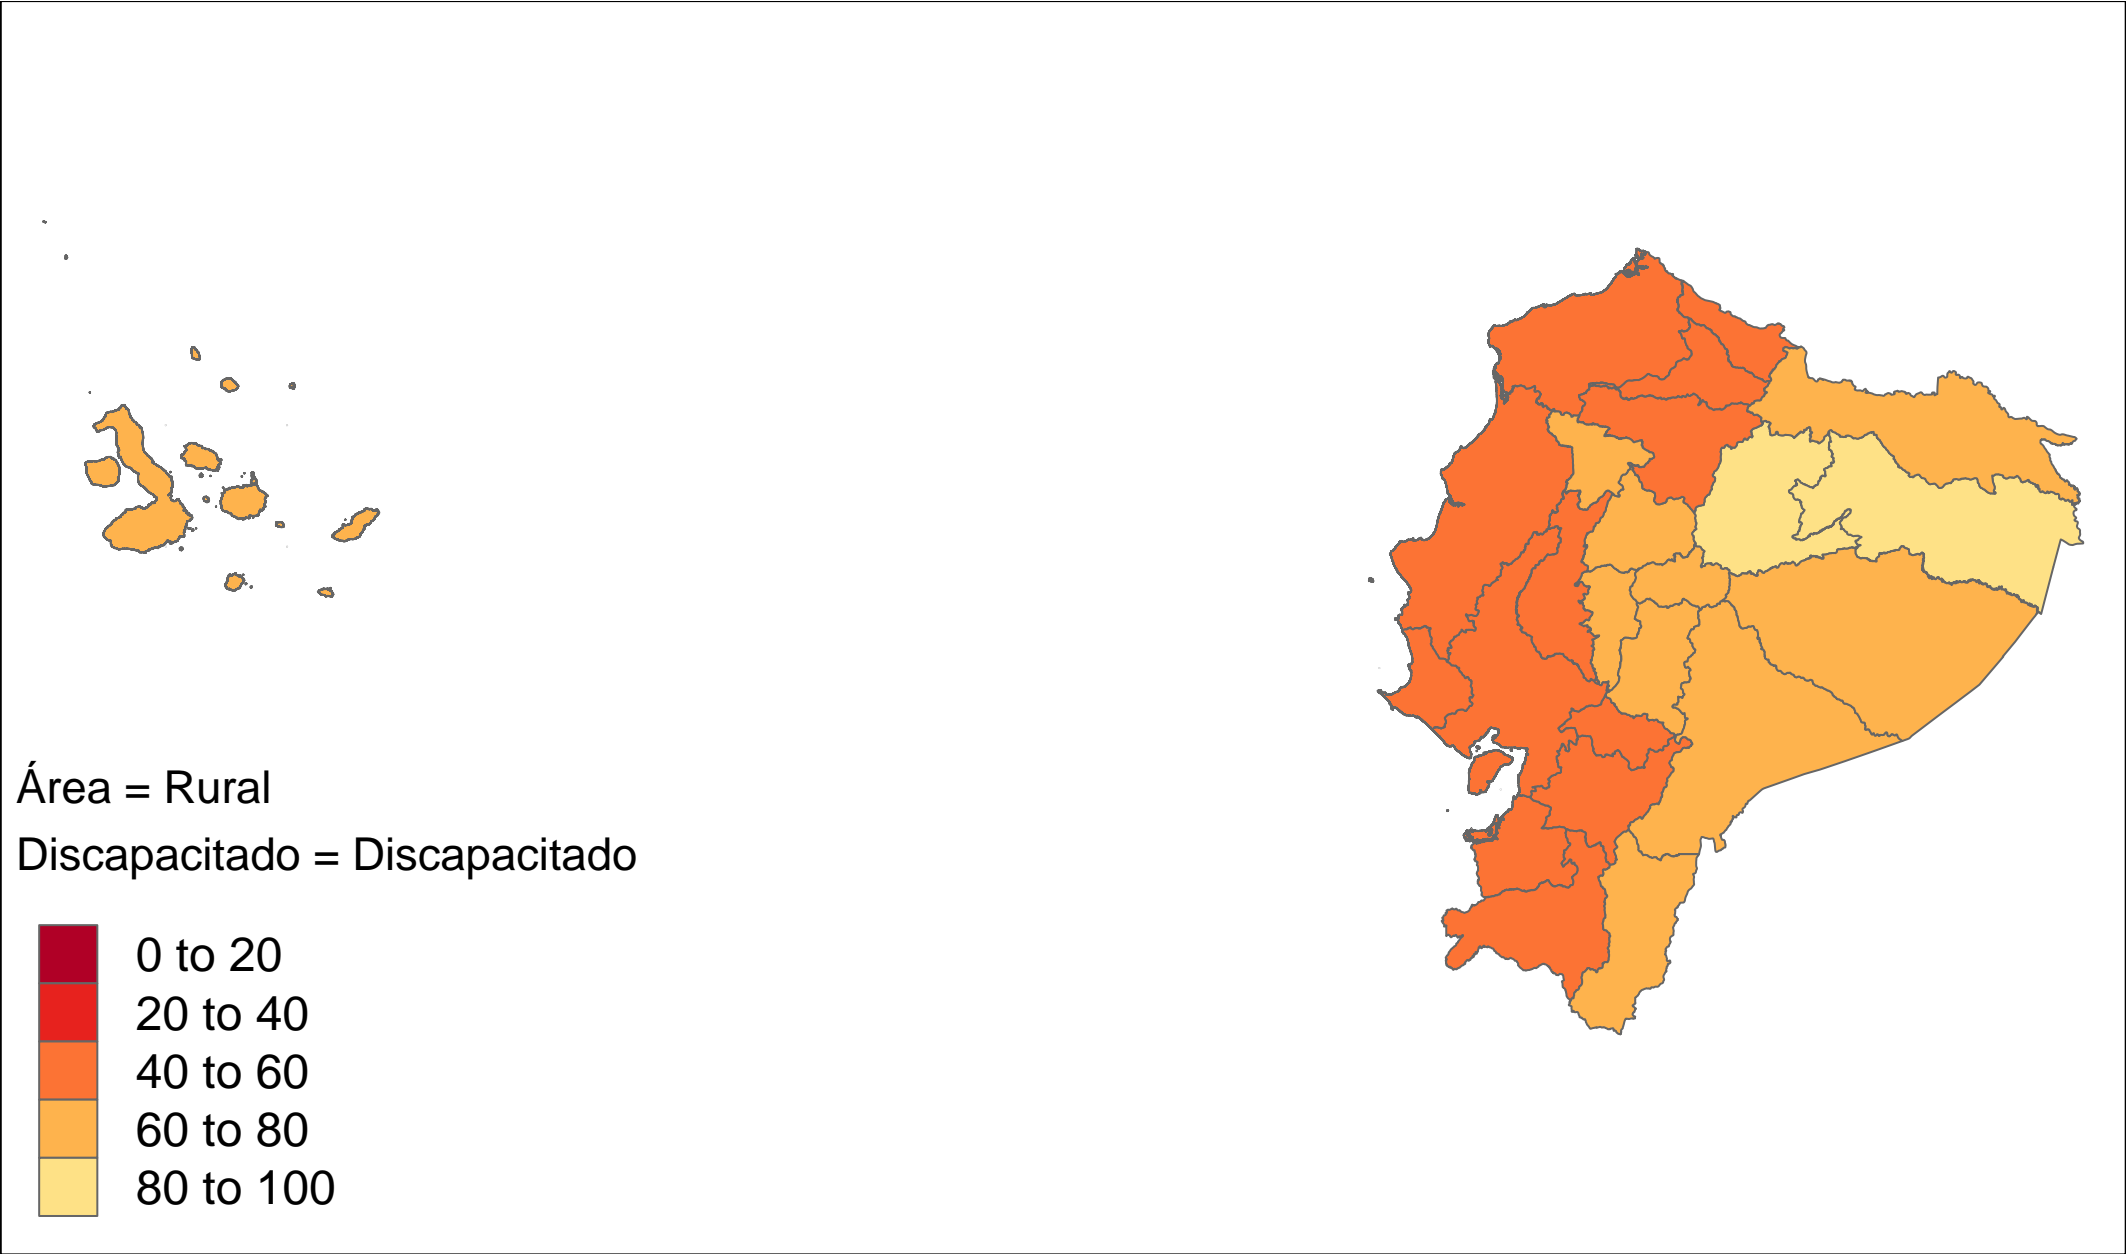 Área = Rural
Discapacitado = Discapacitado
0 to 20
20 to 40
40 to 60
60 to 80
80 to 100